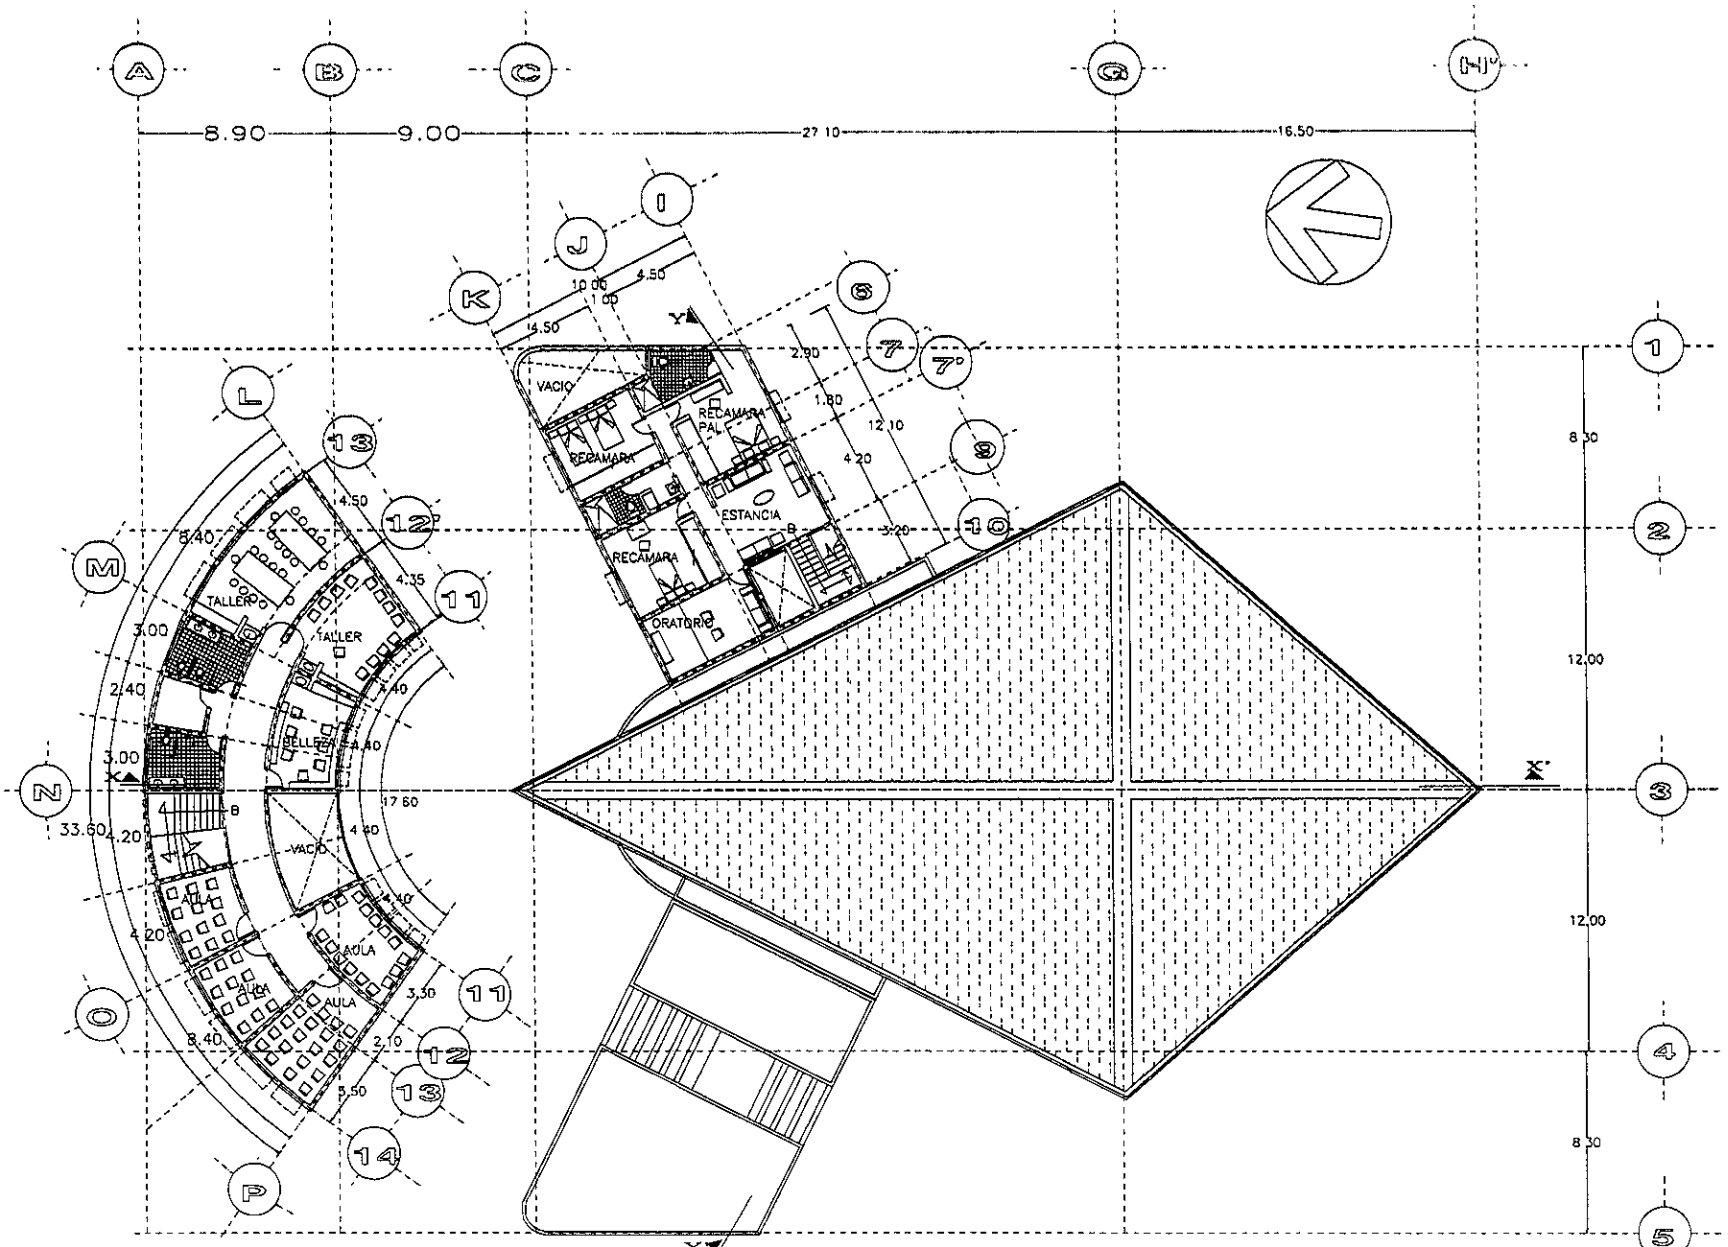 A B C G H'
8.90 9.00 27.10 16.50
I
J
K
4.50
10.00
1.00
4.50
Y
6
7
7'
2.90
1.80
12.10
4.20
9
3.20
10
VACIO
RECAMARA
PAL.
RECAMARA
ESTANCIA
B
RECAMARA
ORATORIO
1
8.30
2
12.00
3
12.00
4
8.30
5
L
13
4.50
12'
4.35
11
M
8.40
TALLER
TALLER
3.00
2.40
4.40
BELLEZA
4.40
3.00
X
N
17.60
33.60
4.20
B
VACIO
4.40
4.40
AULA
4.20
AULA
AULA
AULA
O
8.40
11
3.30
12
2.10
13
5.50
14
P
X'